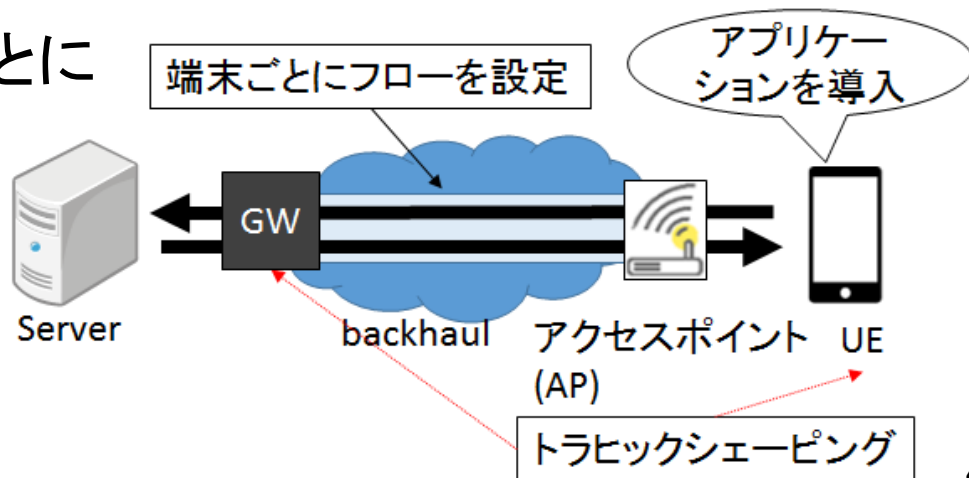 とに
端末ごとにフローを設定
アプリケー
ションを導入
GW
Server
backhaul
アクセスポイント
(AP)
UE
トラヒックシェーピング